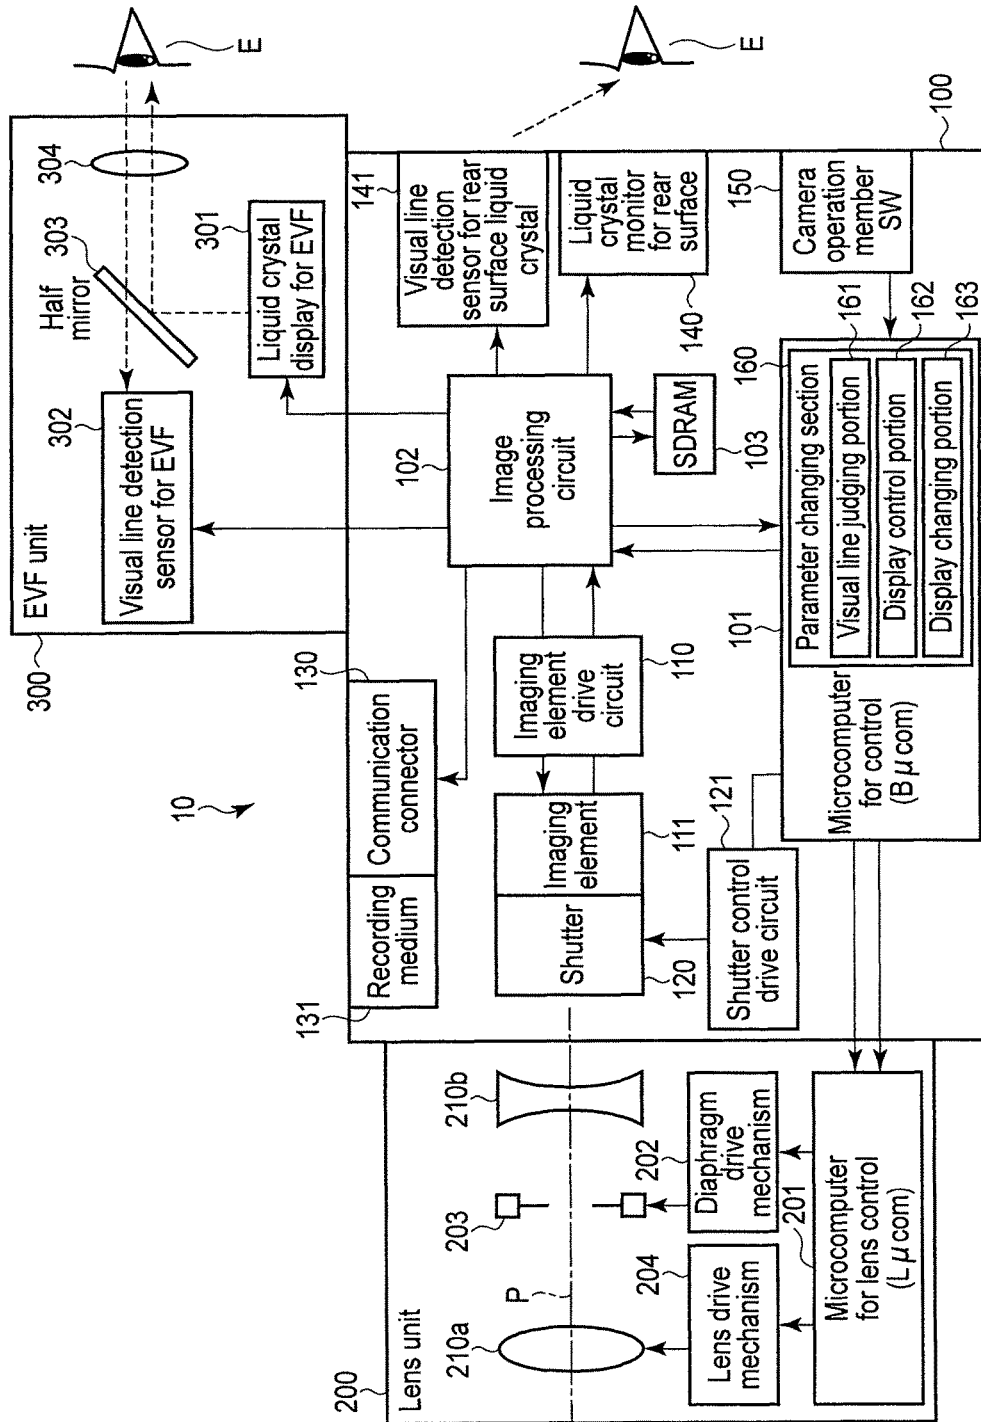 300
EVF unit
302
Visual line detection
sensor for EVF
Half
mirror
303
304
301
Liquid crystal
display for EVF
E
10
131
Recording
medium
130
Communication
connector
102
Image
processing
circuit
141
Visual line
detection
sensor for rear
surface liquid
crystal
Liquid
crystal
monitor
for rear
surface
140
E
SDRAM
103
Imaging
element
drive
circuit
110
Imaging
element
111
Shutter
120
121
Shutter control
drive circuit
100
150
Camera
operation
member
SW
101
160
Parameter changing section
161
Visual line judging portion
162
Display control portion
163
Display changing portion
Microcomputer
for control
(BμCom)
200
Lens unit
210a
P
203
210b
204
Lens drive
mechanism
202
Diaphragm
drive
mechanism
201
Microcomputer
for lens control
(Lμcom)